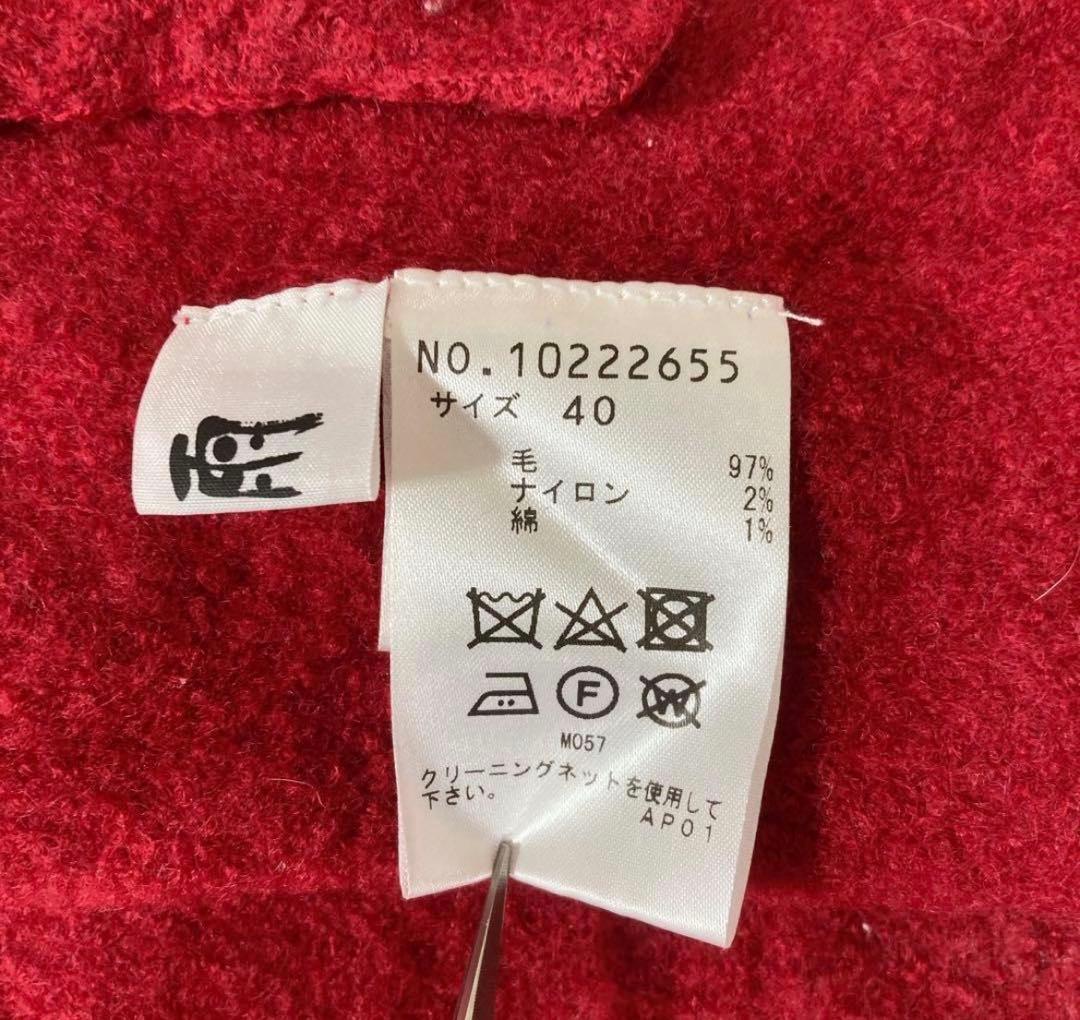 NO.10222655
サイズ 40
毛 97%
ナイロン 2%
綿 1%
F
W
M057
クリーニングネットを使用して
下さい。
AP01